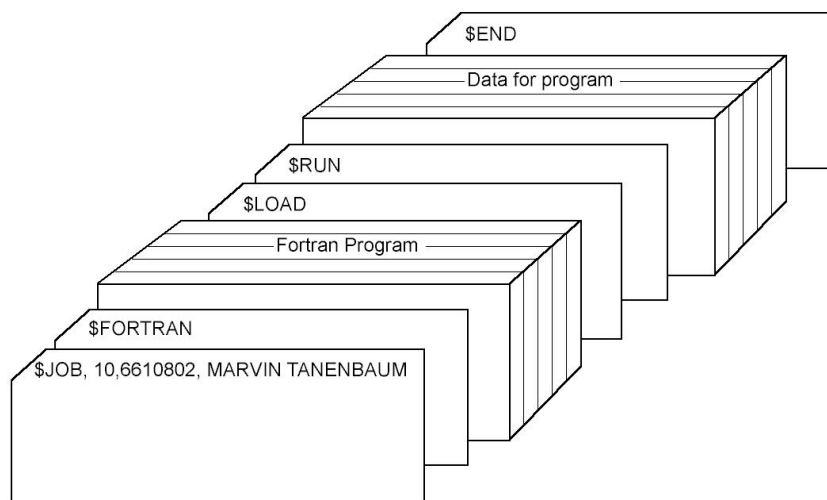 $END
Data for program
$RUN
$LOAD
Fortran Program
$FORTRAN
$JOB, 10,6610802, MARVIN TANENBAUM